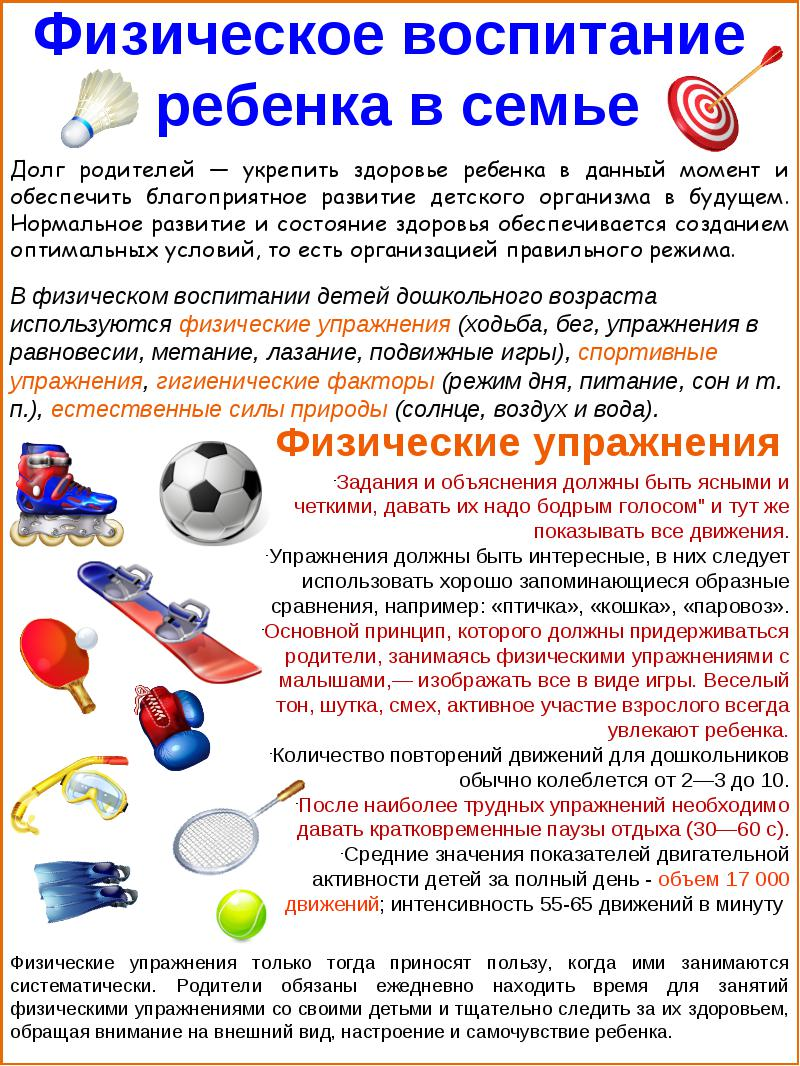 Физическое воспитание
ребенка в семье
Долг родителей — укрепить здоровье ребенка в данный момент и
обеспечить благоприятное развитие детского организма в будущем.
Нормальное развитие и состояние здоровья обеспечивается созданием
оптимальных условий, то есть организацией правильного режима.
В физическом воспитании детей дошкольного возраста
используются физические упражнения (ходьба, бег, упражнения в
равновесии, метание, лазание, подвижные игры), спортивные
упражнения, гигиенические факторы (режим дня, питание, сон и т.
п.), естественные силы природы (солнце, воздух и вода).
Физические упражнения
·Задания и объяснения должны быть ясными и
четкими, давать их надо бодрым голосом" и тут же
показывать все движения.
·Упражнения должны быть интересные, в них следует
использовать хорошо запоминающиеся образные
сравнения, например: «птичка», «кошка», «паровоз».
·Основной принцип, которого должны придерживаться
родители, занимаясь физическими упражнениями с
малышами,— изображать все в виде игры. Веселый
тон, шутка, смех, активное участие взрослого всегда
увлекают ребенка.
·Количество повторений движений для дошкольников
обычно колеблется от 2—3 до 10.
·После наиболее трудных упражнений необходимо
давать кратковременные паузы отдыха (30—60 с).
·Средние значения показателей двигательной
активности детей за полный день - объем 17 000
движений; интенсивность 55-65 движений в минуту
Физические упражнения только тогда приносят пользу, когда ими занимаются
систематически. Родители обязаны ежедневно находить время для занятий
физическими упражнениями со своими детьми и тщательно следить за их здоровьем,
обращая внимание на внешний вид, настроение и самочувствие ребенка.